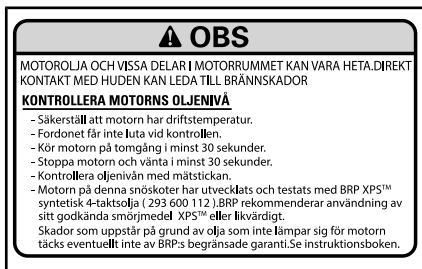 ⚠ OBS
MOTOROLJA OCH VISSA DELAR I MOTORRUMMET KAN VARA HETA.DIREKT
KONTAKT MED HUDEN KAN LEDA TILL BRÄNNSKADOR
KONTROLLERA MOTORNS OLJENIVÅ
- Säkerställ att motorn har driftstemperatur.
- Fordonet får inte luta vid kontrollen.
- Kör motorn på tomgång i minst 30 sekunder.
- Stoppa motorn och vänta i minst 30 sekunder.
- Kontrollera oljenivån med mätstickan.
- Motorn på denna snöskoter har utvecklats och testats med BRP XPS™
syntetisk 4-taktsolja ( 293 600 112 ).BRP rekommenderar användning av
sitt godkända smörjmedel XPS™ eller likvärdigt.
Skador som uppstår på grund av olja som inte lämpar sig för motorn
täcks eventuellt inte av BRP:s begränsade garanti.Se instruktionsboken.